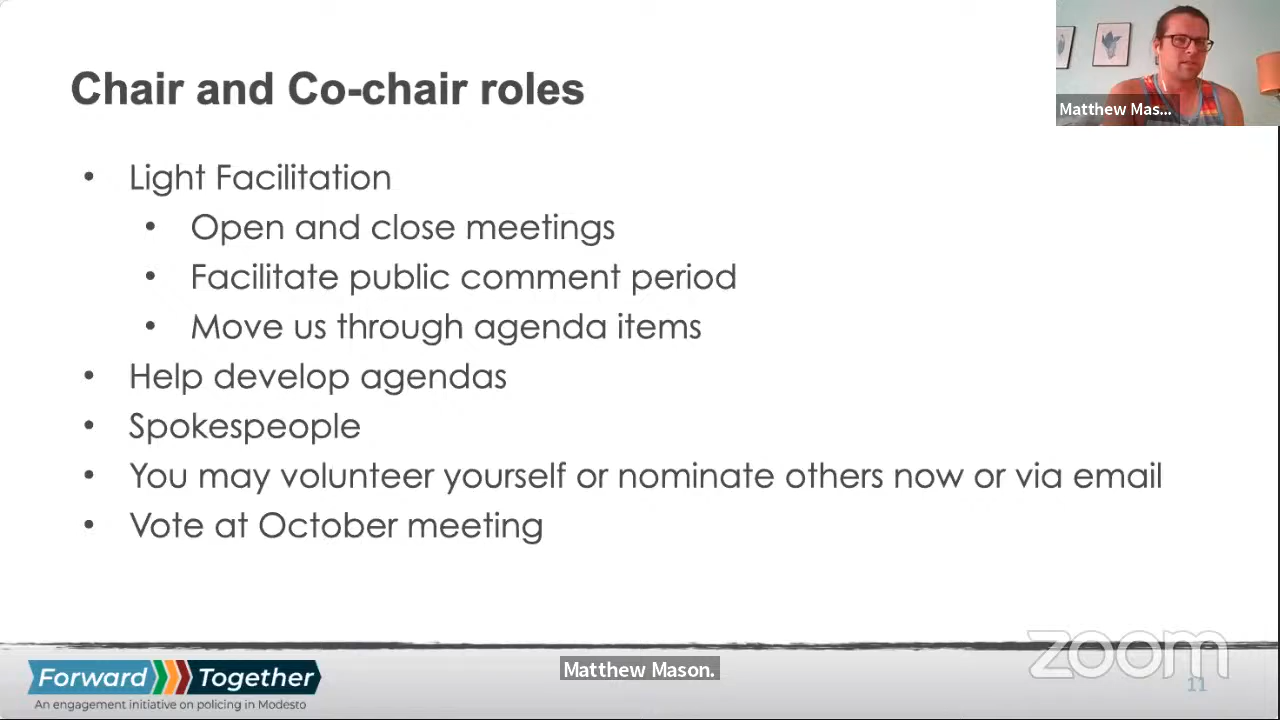 Chair and Co-chair roles
Matthew Mas...
• Light Facilitation
• Open and close meetings
• Facilitate public comment period
• Move us through agenda items
• Help develop agendas
• Spokespeople
• You may volunteer yourself or nominate others now or via email
• Vote at October meeting
Forward Together
An engagement initiative on policing in Modesto
Matthew Mason.
zoom
11